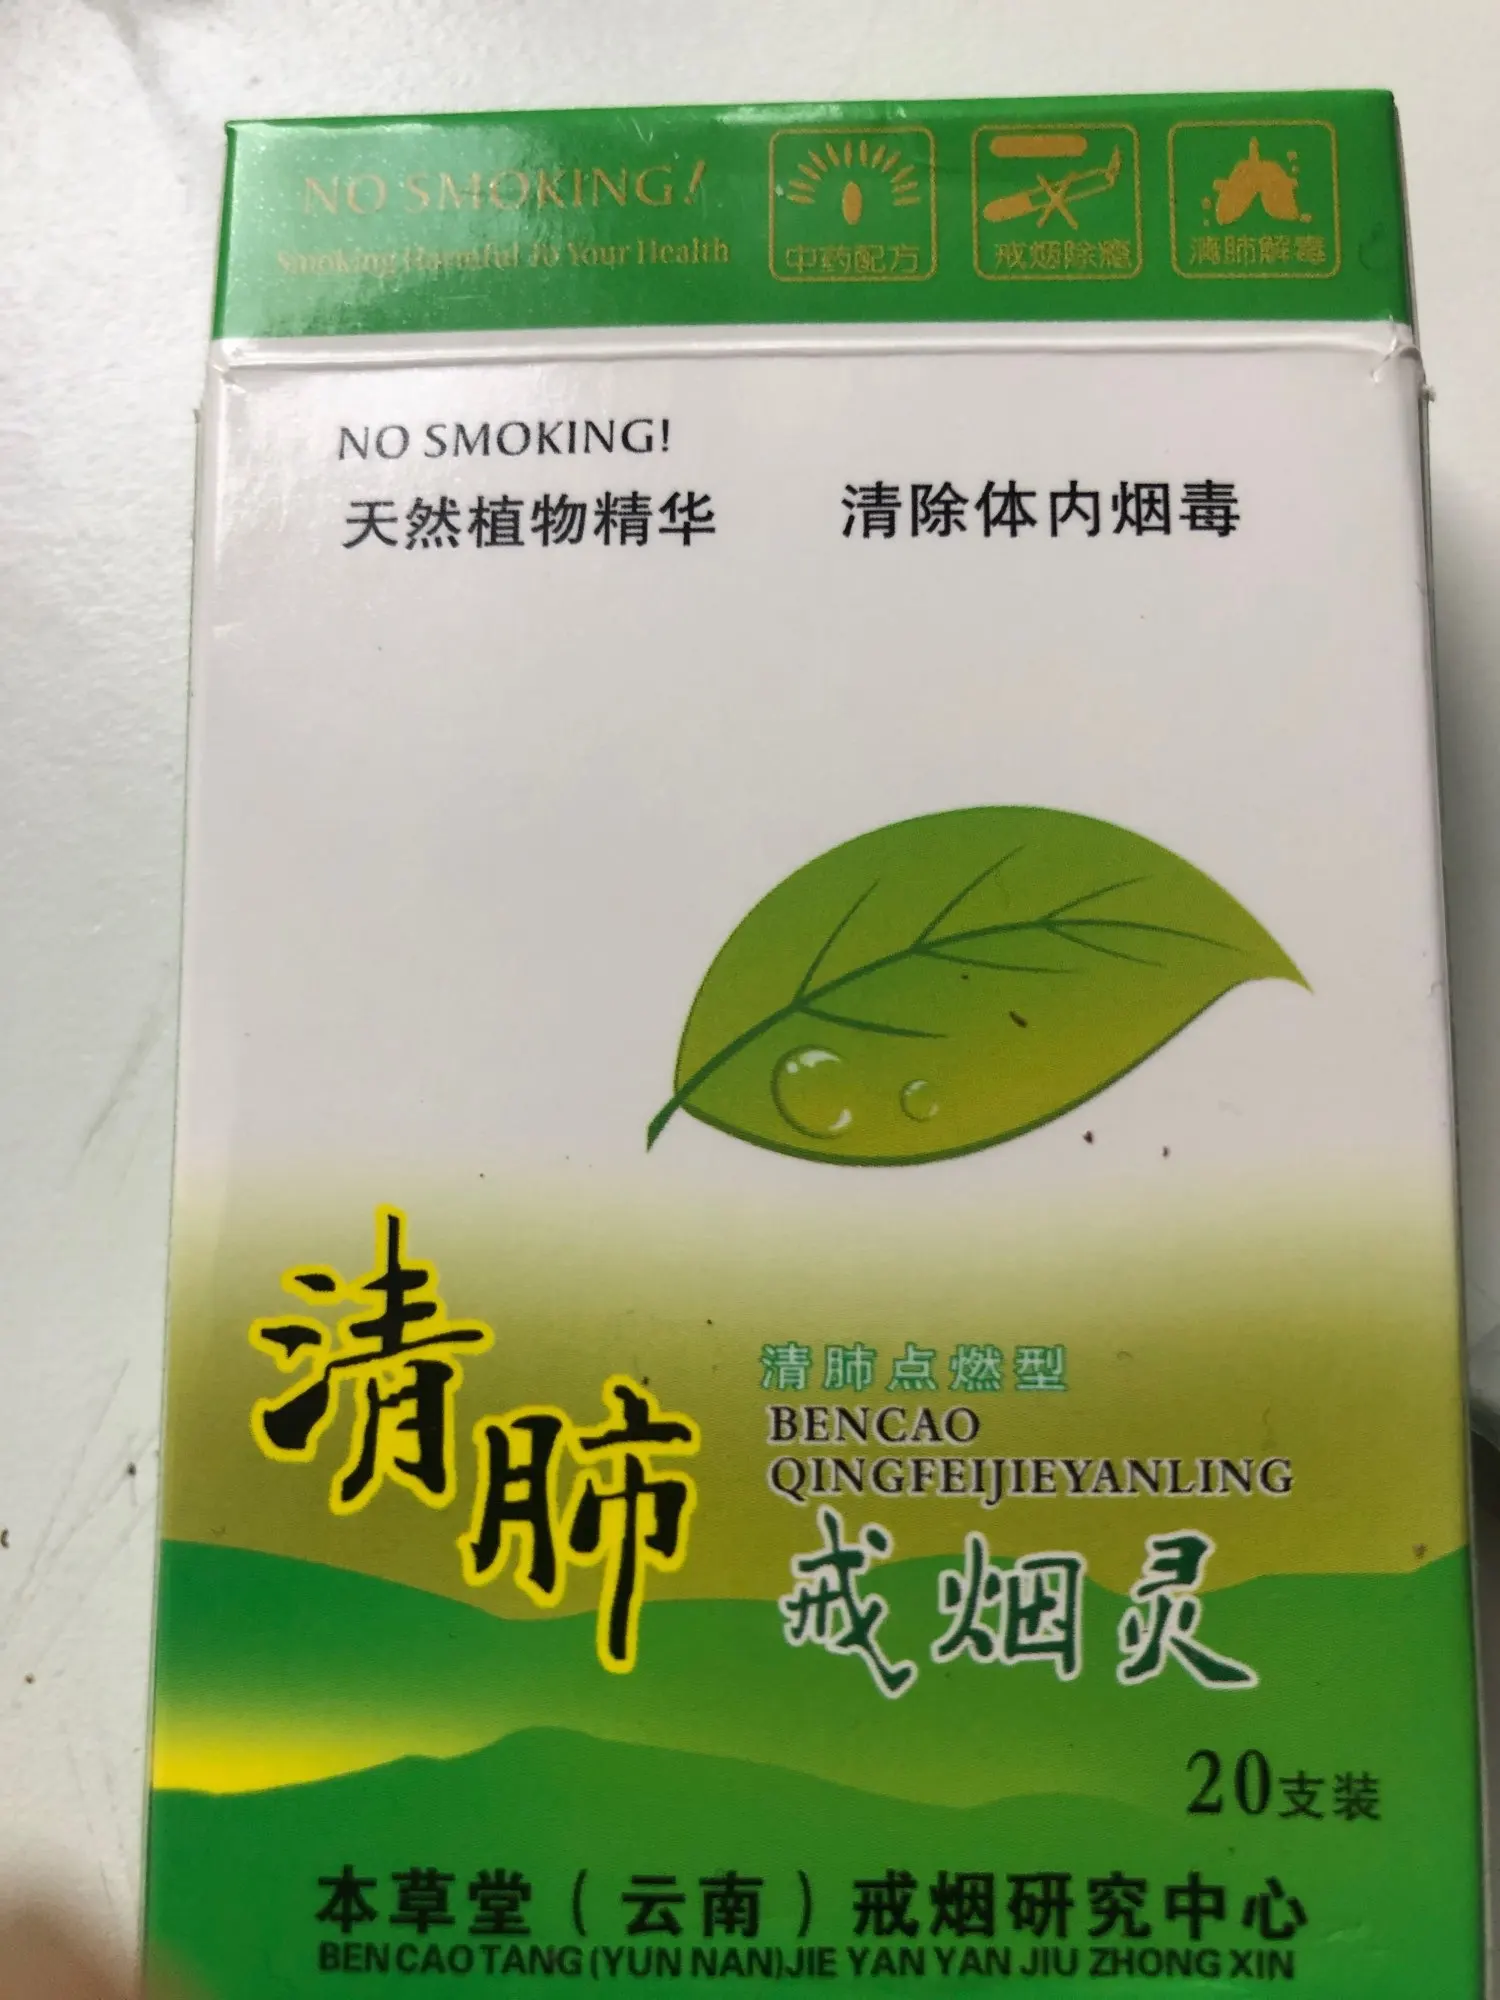 NO SMOKING!
Smoking Harmful To Your Health
中药配方
戒烟除瘾
清肺解毒
NO SMOKING!
天然植物精华
清除体内烟毒
清肺
清肺点燃型
BENCAO
QINGFEIJIEYANLING
戒烟灵
20支装
本草堂（云南）戒烟研究中心
BEN CAO TANG (YUN NAN)JIE YAN YAN JIU ZHONG XIN